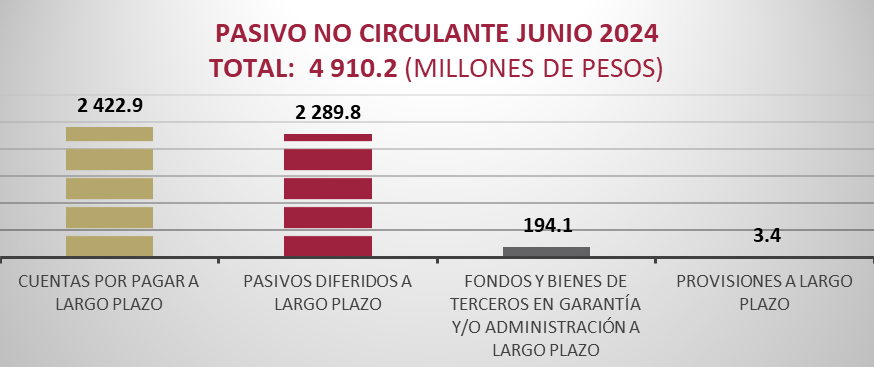 PASIVO NO CIRCULANTE JUNIO 2024
TOTAL: 4 910.2 (MILLONES DE PESOS)
2 422.9
2 289.8
194.1
3.4
CUENTAS POR PAGAR A
LARGO PLAZO
PASIVOS DIFERIDOS A
LARGO PLAZO
FONDOS Y BIENES DE
TERCEROS EN GARANTÍA
Y/O ADMINISTRACIÓN A
LARGO PLAZO
PROVISIONES A LARGO
PLAZO